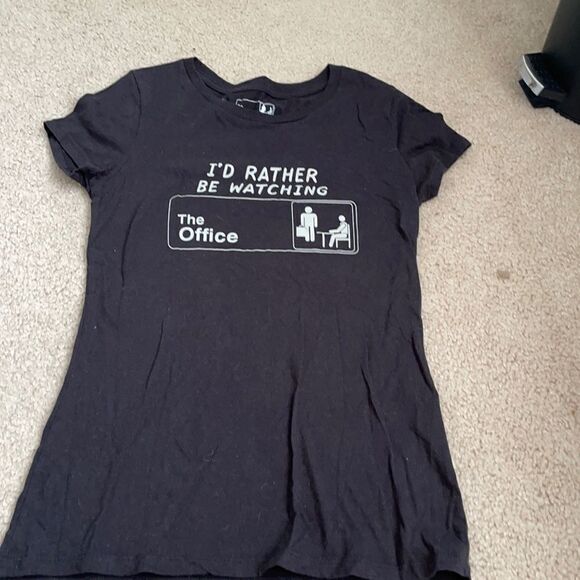 I'D RATHER
BE WATCHING
The
Office